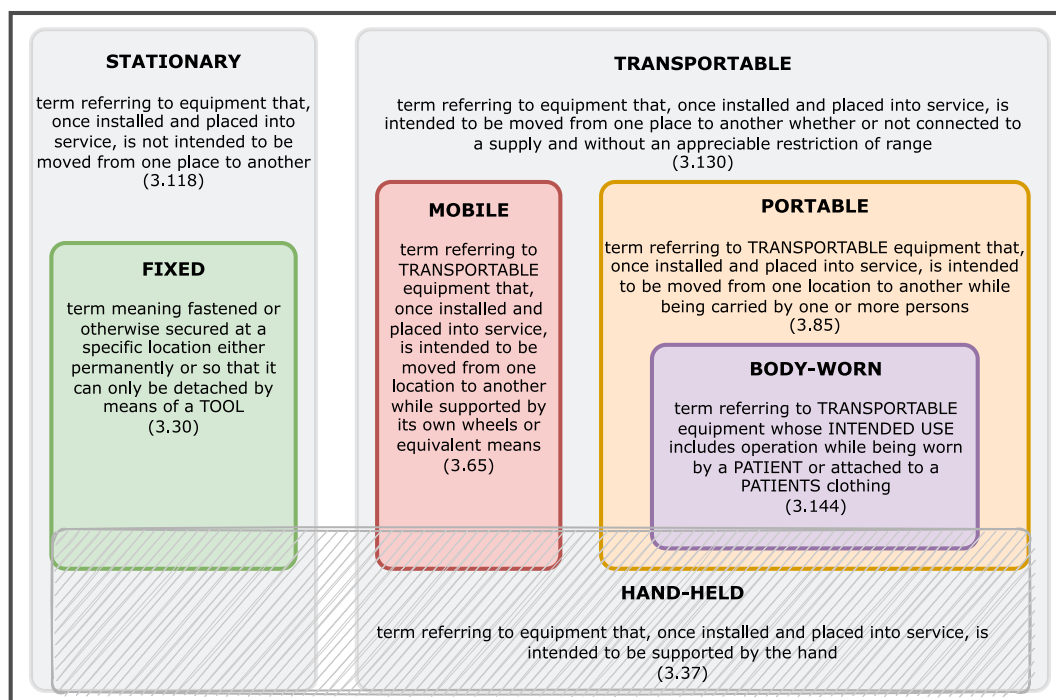 STATIONARY
term referring to equipment that,
once installed and placed into
service, is not intended to be
moved from one place to another
(3.118)
FIXED
term meaning fastened or
otherwise secured at a
specific location either
permanently or so that it
can only be detached by
means of a TOOL
(3.30)
TRANSPORTABLE
term referring to equipment that, once installed and placed into service, is
intended to be moved from one place to another whether or not connected to
a supply and without an appreciable restriction of range
(3.130)
MOBILE
term referring to
TRANSPORTABLE
equipment that,
once installed and
placed into service,
is intended to be
moved from one
location to another
while supported by
its own wheels or
equivalent means
(3.65)
PORTABLE
term referring to TRANSPORTABLE equipment that,
once installed and placed into service, is intended
to be moved from one location to another while
being carried by one or more persons
(3.85)
BODY-WORN
term referring to TRANSPORTABLE
equipment whose INTENDED USE
includes operation while being worn
by a PATIENT or attached to a
PATIENTS clothing
(3.144)
HAND-HELD
term referring to equipment that, once installed and placed into service, is
intended to be supported by the hand
(3.37)